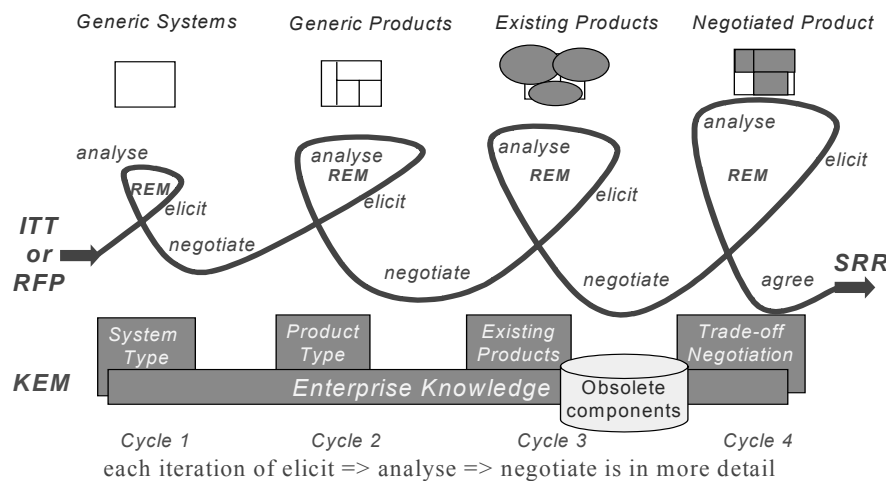 Generic Systems
Generic Products
Existing Products
Negotiated Product
analyse
REM
elicit
negotiate
analyse
REM
elicit
negotiate
analyse
REM
elicit
negotiate
analyse
REM
elicit
agree
ITT
or
RFP
SRR
System
Type
Product
Type
Existing
Products
Trade-off
Negotiation
KEM
Enterprise Knowledge
Obsolete
components
Cycle 1
Cycle 2
Cycle 3
Cycle 4
each iteration of elicit => analyse => negotiate is in more detail